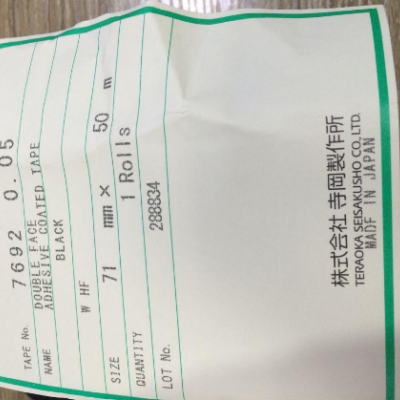 TAPE No. 7692 0.05
NAME DOUBLE FACE
ADHESIVE COATED TAPE
BLACK
W HF
SIZE 71 mm × 50 m
QUANTITY 1 Rolls
LOT No. 288834
株式会社 寺岡製作所
TERAOKA SEISAKUSHO CO.,LTD.
MADE IN JAPAN